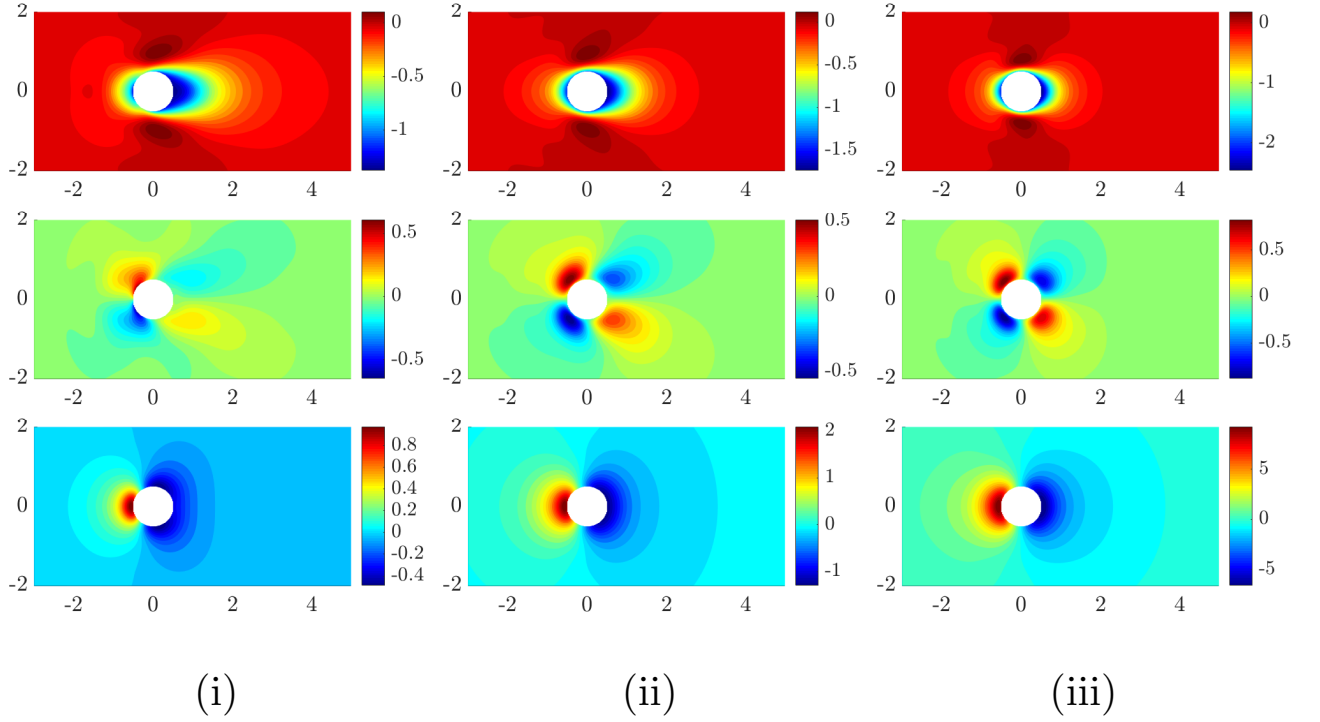 2 0 -2 -2 0 2 4 0 -0.5 -1
2 0 -2 -2 0 2 4 0 -0.5 -1 -1.5
2 0 -2 -2 0 2 4 0 -1 -2
2 0 -2 -2 0 2 4 0.5 0 -0.5
2 0 -2 -2 0 2 4 0.5 0 -0.5
2 0 -2 -2 0 2 4 0.5 0 -0.5
2 0 -2 -2 0 2 4 0.8 0.6 0.4 0.2 0 -0.2 -0.4
2 0 -2 -2 0 2 4 2 1 0 -1
2 0 -2 -2 0 2 4 5 0 -5
(i) (ii) (iii)